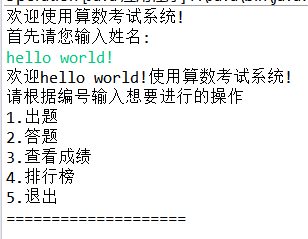 欢迎使用算数考试系统!
首先请您输入姓名:
hello world!
欢迎hello world!使用算数考试系统!
请根据编号输入想要进行的操作
1.出题
2.答题
3.查看成绩
4.排行榜
5.退出
====================